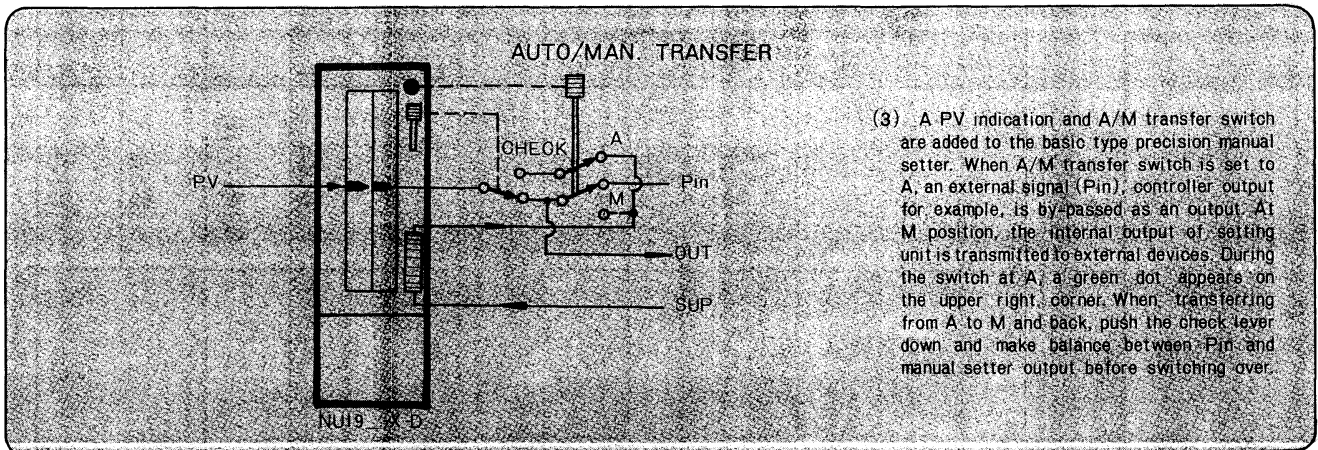 AUTO/MAN. TRANSFER
CHECK
A
PV
Pin
M
OUT
SUP
(3) A PV indication and A/M transfer switch
are added to the basic type precision manual
setter. When A/M transfer switch is set to
A, an external signal (Pin), controller output
for example, is by-passed as an output. At
M position, the internal output of setting
unit is transmitted to external devices. During
the switch at A, a green dot appears on
the upper right corner. When transferring
from A to M and back, push the check lever
down and make balance between Pin and
manual setter output before switching over.